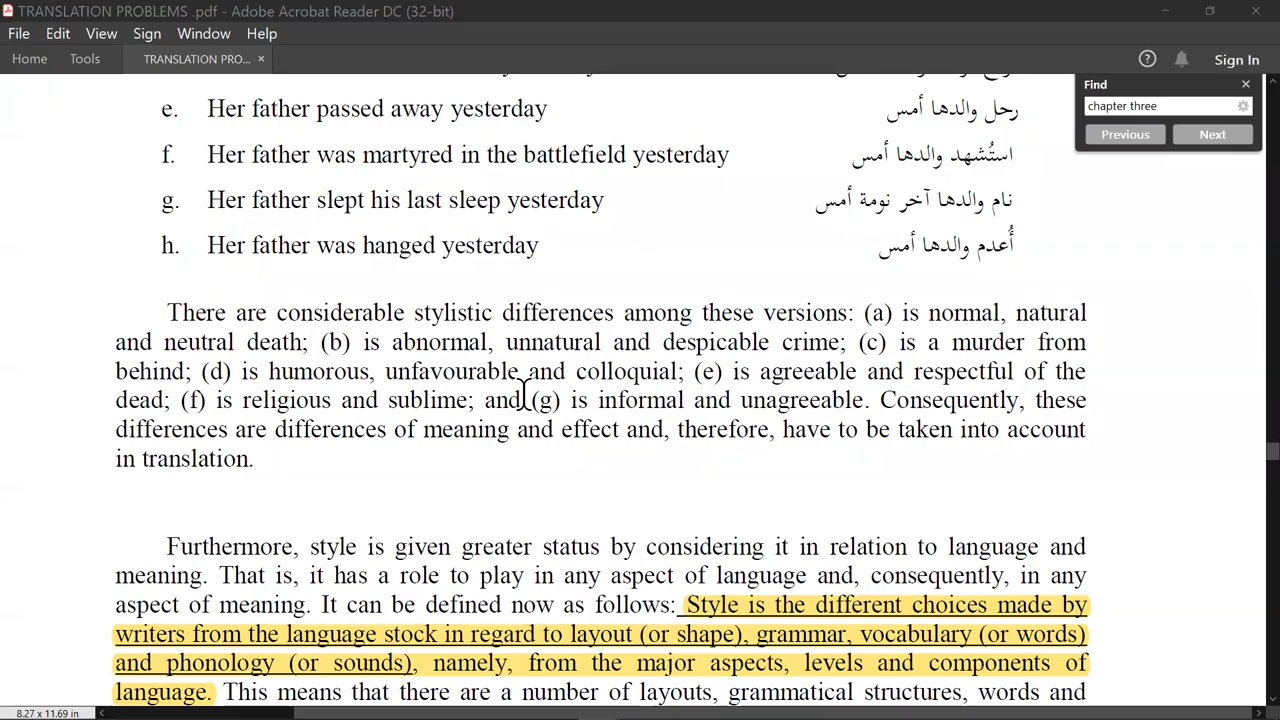 TRANSLATION PROBLEMS .pdf - Adobe Acrobat Reader DC (32-bit)
File Edit View Sign Window Help
Home Tools TRANSLATION PRO... × Sign In
Find
chapter three
Previous Next
e. Her father passed away yesterday رحل والدها أمس
f. Her father was martyred in the battlefield yesterday استُشهد والدها أمس
g. Her father slept his last sleep yesterday نام والدها آخر نومة أمس
h. Her father was hanged yesterday أُعدم والدها أمس
There are considerable stylistic differences among these versions: (a) is normal, natural
and neutral death; (b) is abnormal, unnatural and despicable crime; (c) is a murder from
behind; (d) is humorous, unfavourable and colloquial; (e) is agreeable and respectful of the
dead; (f) is religious and sublime; and (g) is informal and unagreeable. Consequently, these
differences are differences of meaning and effect and, therefore, have to be taken into account
in translation.
Furthermore, style is given greater status by considering it in relation to language and
meaning. That is, it has a role to play in any aspect of language and, consequently, in any
aspect of meaning. It can be defined now as follows: Style is the different choices made by
writers from the language stock in regard to layout (or shape), grammar, vocabulary (or words)
and phonology (or sounds), namely, from the major aspects, levels and components of
language. This means that there are a number of layouts, grammatical structures, words and
8.27 x 11.69 in